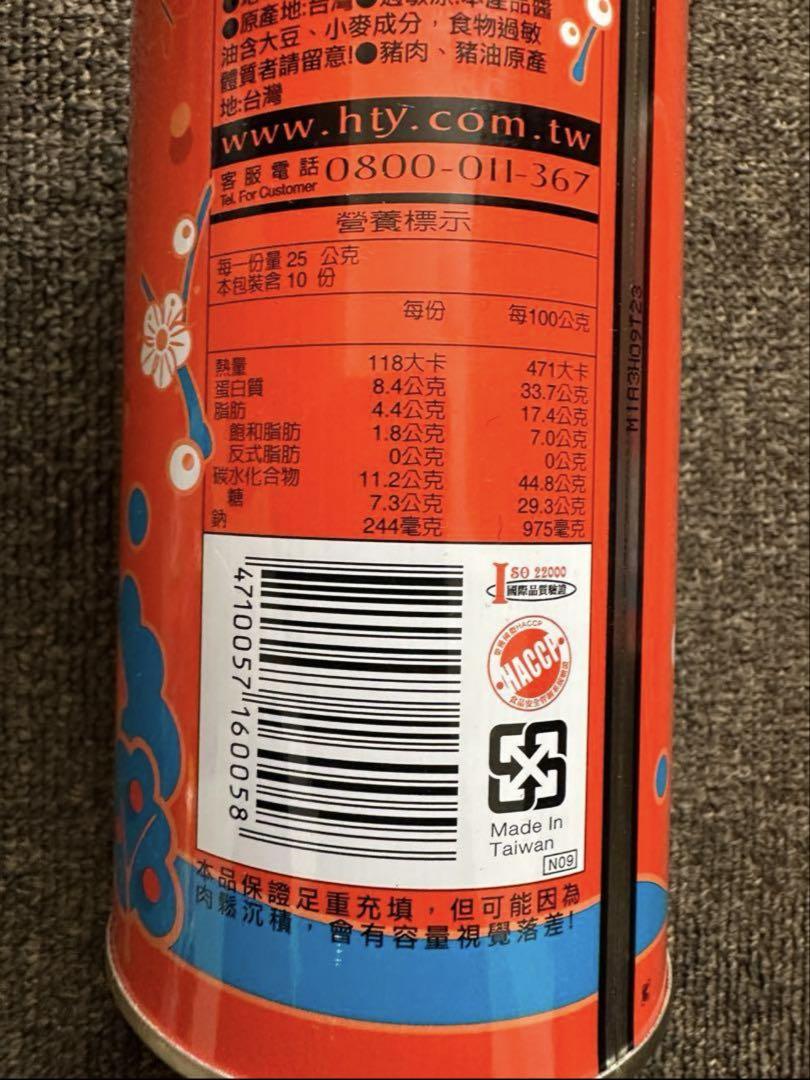 ●原產地:台灣●過敏原:本產品醬
油含大豆、小麥成分，食物過敏
體質者請留意!●豬肉、豬油原產
地:台灣
www.hty.com.tw
客服電話 0800-011-367
Tel. For Customer
營養標示
每一份量 25 公克
本包裝含 10 份
每份 每100公克
熱量 118大卡 471大卡
蛋白質 8.4公克 33.7公克
脂肪 4.4公克 17.4公克
飽和脂肪 1.8公克 7.0公克
反式脂肪 0公克 0公克
碳水化合物 11.2公克 44.8公克
糖 7.3公克 29.3公克
鈉 244毫克 975毫克
4710057160058
ISO 22000
國際品質驗證
HACCP
Made In
Taiwan
N09
本品保證足重充填，但可能因為
肉鬆沉積，會有容量視覺落差!
M1A3H09T23